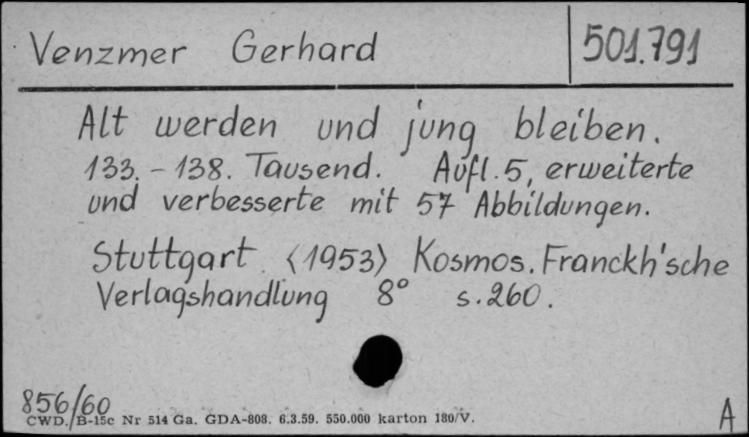 Venzmer Gerhard 501.791
Alt werden und jung bleiben.
133. - 138. Tausend. Aufl. 5, erweiterte
und verbesserte mit 57 Abbildungen.
Stuttgart <1953> Kosmos. Franckh'sche
Verlagshandlung 8° s. 260.
856/60
CWD. B-15c Nr 514 Ga. GDA-808. 6.3.59. 550.000 karton 180/V.
A